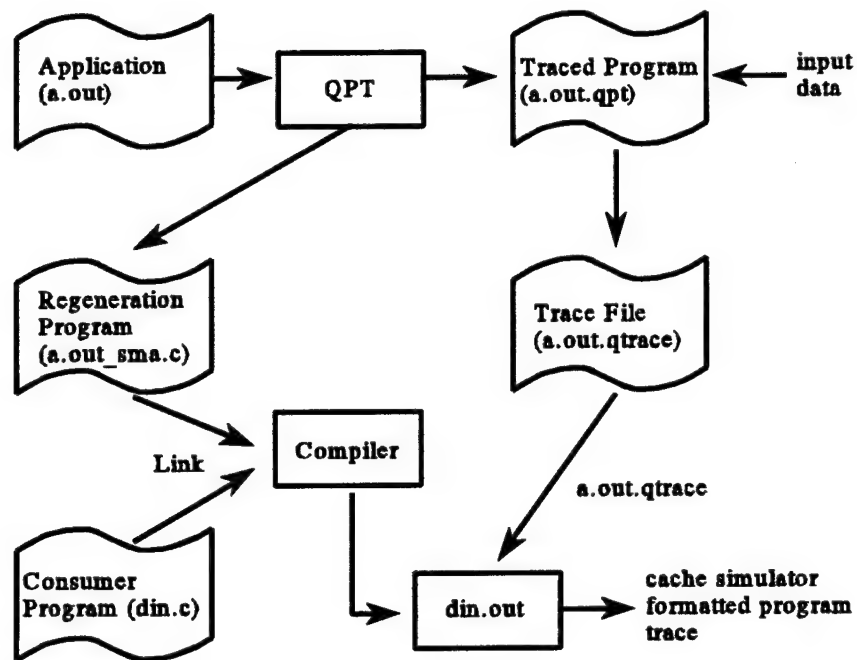 Application
(a.out)
QPT
Traced Program
(a.out.qpt)
input
data
Regeneration
Program
(a.out_sma.c)
Trace File
(a.out.qtrace)
Link
Compiler
a.out.qtrace
Consumer
Program (din.c)
din.out
cache simulator
formatted program
trace